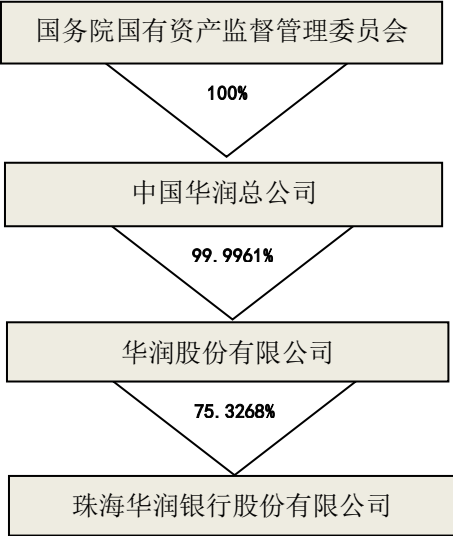 国务院国有资产监督管理委员会
100%
中国华润总公司
99.9961%
华润股份有限公司
75.3268%
珠海华润银行股份有限公司